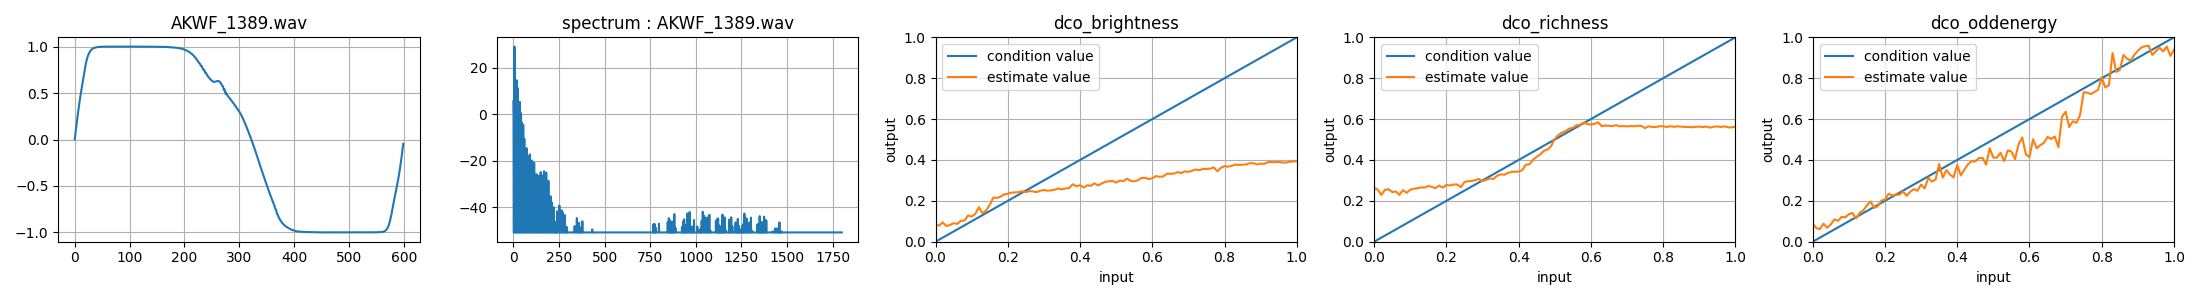 AKWF_1389.wav
1.0
0.5
0.0
−0.5
−1.0
0 100 200 300 400 500 600
spectrum : AKWF_1389.wav
20
0
−20
−40
0 250 500 750 1000 1250 1500 1750
dco_brightness
condition value
estimate value
output
1.0
0.8
0.6
0.4
0.2
0.0
0.0 0.2 0.4 0.6 0.8 1.0
input
dco_richness
condition value
estimate value
output
1.0
0.8
0.6
0.4
0.2
0.0
0.0 0.2 0.4 0.6 0.8 1.0
input
dco_oddenergy
condition value
estimate value
output
1.0
0.8
0.6
0.4
0.2
0.0
0.0 0.2 0.4 0.6 0.8 1.0
input